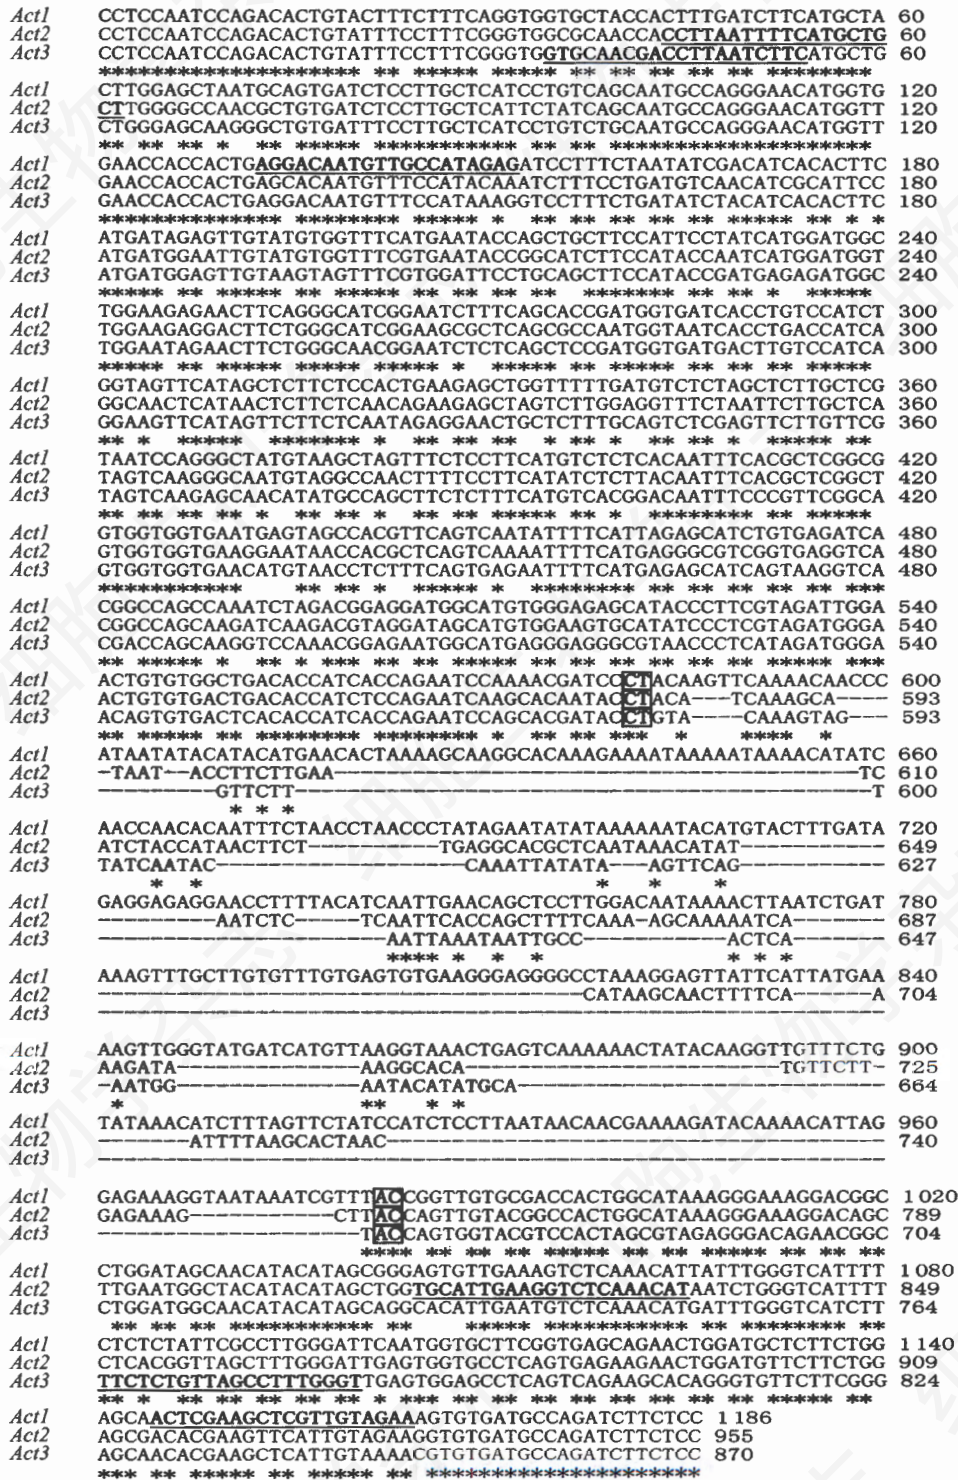 Act1 CCTCCAATCCAGACACTGTACTTTCTTTCAGGTGGTGCTACCACTTTGATCTTCATGCTA 60
Act2 CCTCCAATCCAGACACTGTATTTCCTTTCGGGTGGCGCAACCACCTTAATTTTCATGCTG 60
Act3 CCTCCAATCCAGACACTGTATTTCCTTTCGGGTGGTGCAACGACCTTAATCTTCATGCTG 60
******************** ** ***** ***** ** ** ** ** ** *********
Act1 CTTGGAGCTAATGCAGTGATCTCCTTGCTCATCCTGTCAGCAATGCCAGGGAACATGGTG 120
Act2 CTTGGGGCCAACGCTGTGATCTCCTTGCTTATCTTATCAGCAATGCCAGGGAACATGGTT 120
Act3 CTGGGAGCAAGGGCTGTGATTTCCTTGCTCATCCTTTCTGCAATGCCAGGGAACATGGTT 120
** ** ** * ** ***** ******** *** * ** ********************
Act1 GAACCACCACTGAGGACAATGTTGCCATAGAGATCCTTTCTAATATCGACATCACACTTC 180
Act2 GAACCACCACTGAGCACAATGTTTCCATACAAATCTTTCCTGATGTCAACATCGCATTCC 180
Act3 GAACCACCACTGAGGACAATGTTTCCATAAAGGTCCTTTCTGATATCTACATCACACTTC 180
************** ******** ***** * ** ** ** ** ** ***** ** * *
Act1 ATGATAGAGTTGTATGTGGTTTCATGAATACCAGCTGCTTCCATTCCTATCATGGATGGC 240
Act2 ATGATGGAATTGTATGTGGTTTCGTGAATACCGGCATCTTCCATACCAATCATGGATGGT 240
Act3 ATGATGGAGTTGTAAGTAGTTTCGTGGATTCCTGCAGCTTCCATACCGATGAGAGATGGC 240
***** ** ***** ** ***** ** ** ** ** ******* ** ** * *****
Act1 TGGAAGAGAACTTCAGGGCATCGGAATCTTTCAGCACCGATGGTGATCACCTGTCCATCT 300
Act2 TGGAAGAGGACTTCTGGGCATCGGAAGCGCTCAGCGCCAATGGTAATCACCTGACCATCA 300
Act3 TGGAATAGAACTTCTGGGCAACGGAATCTCTCAGCTCCGATGGTGATGACTTGTCCATCA 300
***** ** ***** ***** ***** * ***** ** ***** ** ** ** *****
Act1 GGTAGTTCATAGCTCTTCTCCACTGAAGAGCTGGTTTTTGATGTCTCTAGCTCTTGCTCG 360
Act2 GGCAACTCATAACTCTTCTCAACAGAAGAGCTAGTCTTGGAGGTTTCTAATTCTTGCTCA 360
Act3 GGAAGTTCATAGTTCTTCTCAATAGAGGAACTGCTCTTTGCAGTCTCGAGTTCTTGTTCG 360
** * ***** ******* * ** ** ** * ** * ** ** * ***** **
Act1 TAATCCAGGGCTATGTAAGCTAGTTTCTCCTTCATGTCTCTCACAATTTCACGCTCGGCG 420
Act2 TAGTCAAGGGCAATGTAGGCCAACTTTTCCTTCATATCTCTTACAATTTCACGCTCGGCT 420
Act3 TAGTCAAGAGCAACATATGCCAGCTTCTCTTTCATGTCACGGACAATTTCCCGTTCGGCA 420
** ** ** ** * ** ** * ** ** ***** ** * ******** ** *****
Act1 GTGGTGGTGAATGAGTAGCCACGTTCAGTCAATATTTTCATTAGAGCATCTGTGAGATCA 480
Act2 GTGGTGGTGAAGGAATAACCACGCTCAGTCAAAATTTTCATGAGGGCGTCGGTGAGGTCA 480
Act3 GTGGTGGTGAACATGTAACCTCTTTCAGTGAGAATTTTCATGAGAGCATCAGTAAGGTCA 480
*********** ** ** * ***** * ******** ** ** ** ** ** ***
Act1 CGGCCAGCCAAATCTAGACGGAGGATGGCATGTGGGAGAGCATACCCTTCGTAGATTGGA 540
Act2 CGGCCAGCAAGATCAAGACGTAGGATAGCATGTGGAAGTGCATATCCCTCGTAGATGGGA 540
Act3 CGACCAGCAAGGTCCAAACGGAGAATGGCATGAGGGAGGGCGTAACCCTCATAGATGGGA 540
** ***** * ** * *** ** ** ***** ** ** ** ** ** ** ***** ***
Act1 ACTGTGTGGCTGACACCATCTCCAGAATCCAAAACGATCCCCTACAAGTTCAAAACAACCC 600
Act2 ACTGTGTGACTGACACCATCTCCAGAATCAAGCACAATACCTACA---TCAAAGCA---- 593
Act3 ACAGTGTGACTCACACCATCACCAGAATCCAGCACGATACCTGTA----CAAAGTAG--- 593
** ***** ** ******** ******** * ** ** *** * **** *
Act1 ATAATATACATACATGAACACTAAAAGCAAGGCACAAAGAAAATAAAAATAAAACATATC 660
Act2 -TAAT--ACCTTCTTGAA----------------------------------------TC 610
Act3 ---------GTTCTT--------------------------------------------T 600
* * *
Act1 AACCAACACAATTTCTAACCTAACCCTATAGAATATATAAAAAATACATGTACTTTGATA 720
Act2 ATCTACCATAACTTCT----------TGAGGCACGCTCAATAAACATAT----------- 649
Act3 TATCAATAC-------------------CAAATTATATA---AGTTCAG----------- 627
* * * * *
Act1 GAGGAGAGGAACCTTTTACATCAATTGAACAGCTCCTTGGACAATAAAACTTAATCTGAT 780
Act2 ---------AATCTC-----TCAATTCACCAGCTTTTCAAA-AGCAAAAATCA------- 687
Act3 ----------------------AATTAAATAATTGCC-----------ACTCA------- 647
**** * * * * * *
Act1 AAAGTTTGCTTGTGTTTGTGAGTGTGAAGGGAGGGGCCTAAAGGAGTTATTCATTATGAA 840
Act2 -------------------------------------CATAAGCAACTTTTCA------A 704
Act3 ------------------------------------------------------------
Act1 AAGTTGGGTATGATCATGTTAAGGTAAACTGAGTCAAAAAACTATACAAGGTTGTTTCTG 900
Act2 AAGATA--------------AAGGCACA------------------------TGTTCTT- 725
Act3 -AATGG--------------AATACATATGCA---------------------------- 664
* ** * *
Act1 TATAAACATCTTTAGTTCTATCCATCTCCTTAATAACAACGAAAAGATACAAAACATTAG 960
Act2 -------ATTTTTAAGCACTAAC------------------------------------- 740
Act3 ------------------------------------------------------------
Act1 GAGAAAGGTAATAAATCGTTTACCGGTTGTGCGACCACTGGCATAAAGGGAAAGGACGGC 1020
Act2 GAGAAAG-----------CTTACCAGTTGTACGGCCACTGGCATAAAGGGAAAGGACAGC 789
Act3 --------------------TACCAGTGGTACGTCCACTAGCGTAGAGGGACAGAACGGC 704
**** ** ** ** ***** ** ** ***** ** ** **
Act1 CTGGATAGCAACATACATAGCGGGAGTGTTGAAAGTCTCAAACATTATTTGGGTCATTTT 1080
Act2 TTGAATGGCTACATACATAGCTGGTGCATTGAAGGTCTCAAACATAATCTGGGTCATTTT 849
Act3 CTGGATGGCAACATACATAGCAGGCACATTGAATGTCTCAAACATGATTTGGGTCATCTT 764
** ** ** *********** ** ***** *********** ** ******** **
Act1 CTCTCTATTCGCCTTGGGATTCAATGGTGCTTCGGTGAGCAGAACTGGATGCTCTTCTGG 1140
Act2 CTCACGGTTAGCTTTGGGATTGAGTGGTGCCTCAGTGAGAAGAACTGGATGTTCTTCTGG 909
Act3 TTCTCTGTTAGCCTTTGGGTTGAGTGGAGCCTCAGTCAGAAGCACAGGGTGTTCTTCGGG 824
** * ** ** ** ** ** * *** ** ** ** ** ** ** ** ** ***** **
Act1 AGCAACTCGAAGCTCGTTGTAGAAAGTGTGATGCCAGATCTTCTCC 1186
Act2 AGCGACACGAAGTTCATTGTAGAAGGTGTGATGCCAGATCTTCTCC 955
Act3 AGCAACACGAAGCTCATTGTAAAACGTGTGATGCCAGATCTTCTCC 870
*** ** ***** ** ***** ** *********************